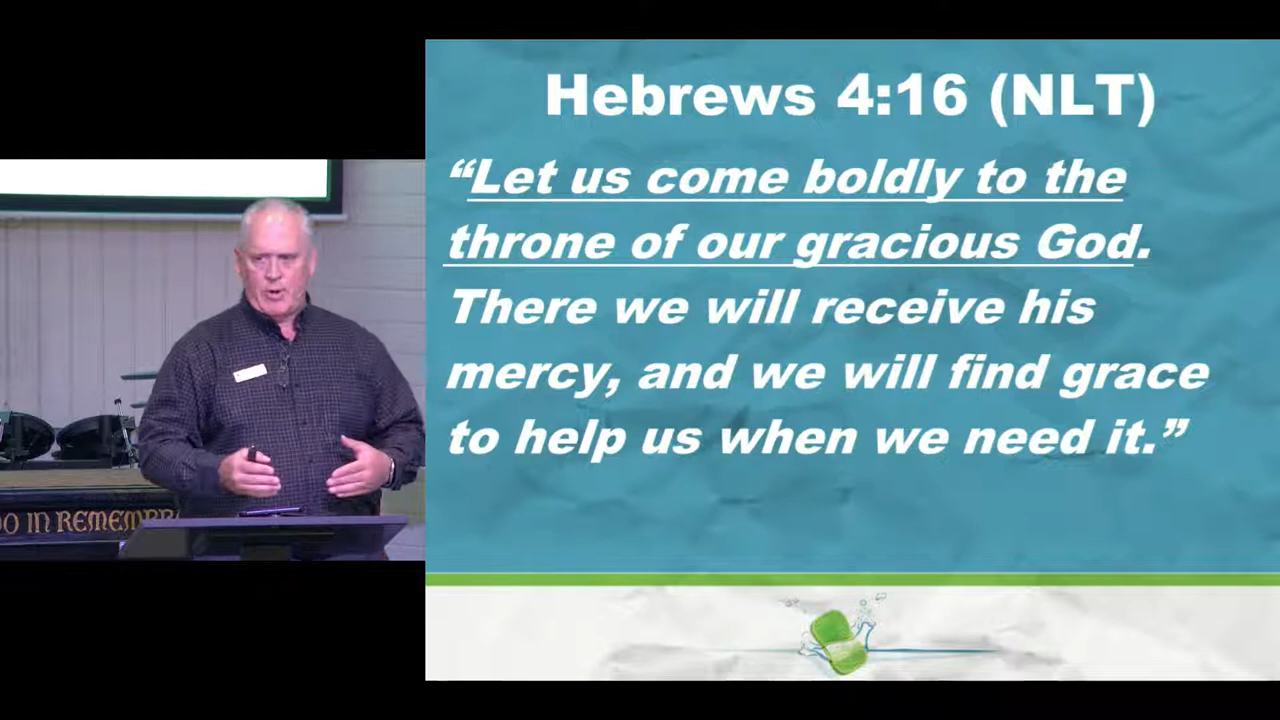 Hebrews 4:16 (NLT)
“Let us come boldly to the
throne of our gracious God.
There we will receive his
mercy, and we will find grace
to help us when we need it.”
IN